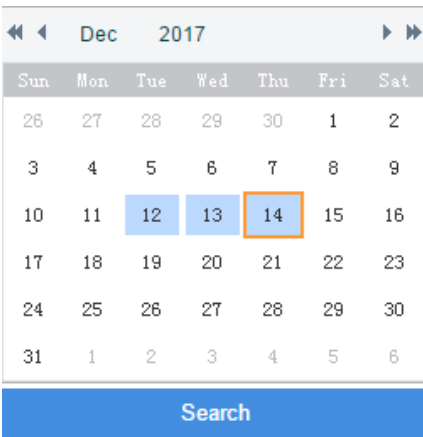 Dec 2017
Sun Mon Tue Wed Thu Fri Sat
26 27 28 29 30 1 2
3 4 5 6 7 8 9
10 11 12 13 14 15 16
17 18 19 20 21 22 23
24 25 26 27 28 29 30
31 1 2 3 4 5 6
Search